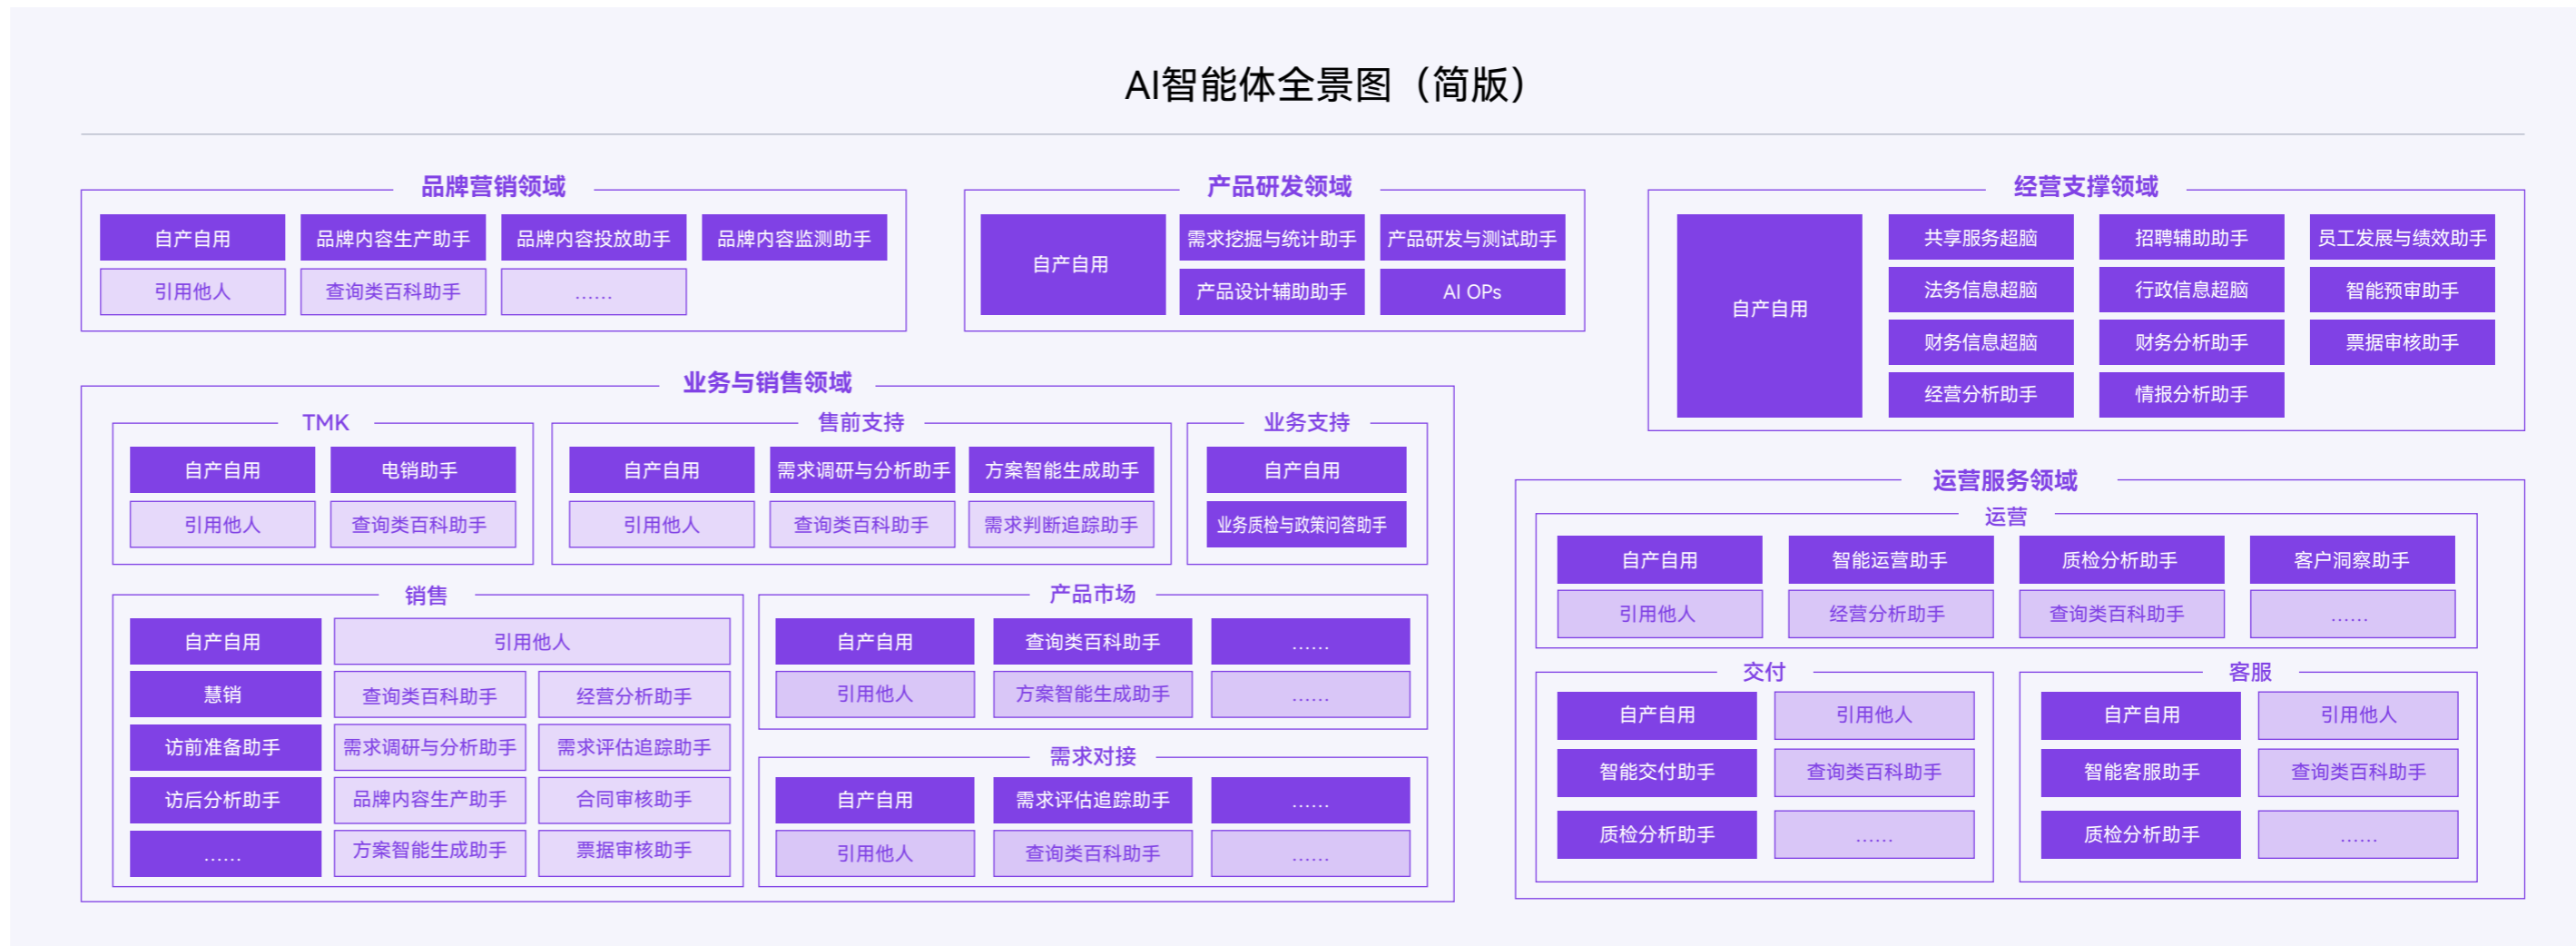 AI智能体全景图（简版）
品牌营销领域
自产自用
品牌内容生产助手
品牌内容投放助手
品牌内容监测助手
引用他人
查询类百科助手
……
产品研发领域
自产自用
需求挖掘与统计助手
产品研发与测试助手
产品设计辅助助手
AI OPs
经营支撑领域
自产自用
共享服务超脑
招聘辅助助手
员工发展与绩效助手
法务信息超脑
行政信息超脑
智能预审助手
财务信息超脑
财务分析助手
票据审核助手
经营分析助手
情报分析助手
业务与销售领域
TMK
自产自用
电销助手
引用他人
查询类百科助手
售前支持
自产自用
需求调研与分析助手
方案智能生成助手
引用他人
查询类百科助手
需求判断追踪助手
业务支持
自产自用
业务质检与政策问答助手
销售
自产自用
引用他人
慧销
查询类百科助手
经营分析助手
访前准备助手
需求调研与分析助手
需求评估追踪助手
访后分析助手
品牌内容生产助手
合同审核助手
……
方案智能生成助手
票据审核助手
产品市场
自产自用
查询类百科助手
……
引用他人
方案智能生成助手
……
需求对接
自产自用
需求评估追踪助手
……
引用他人
查询类百科助手
……
运营服务领域
运营
自产自用
智能运营助手
质检分析助手
客户洞察助手
引用他人
经营分析助手
查询类百科助手
……
交付
自产自用
引用他人
智能交付助手
查询类百科助手
质检分析助手
……
客服
自产自用
引用他人
智能客服助手
查询类百科助手
质检分析助手
……